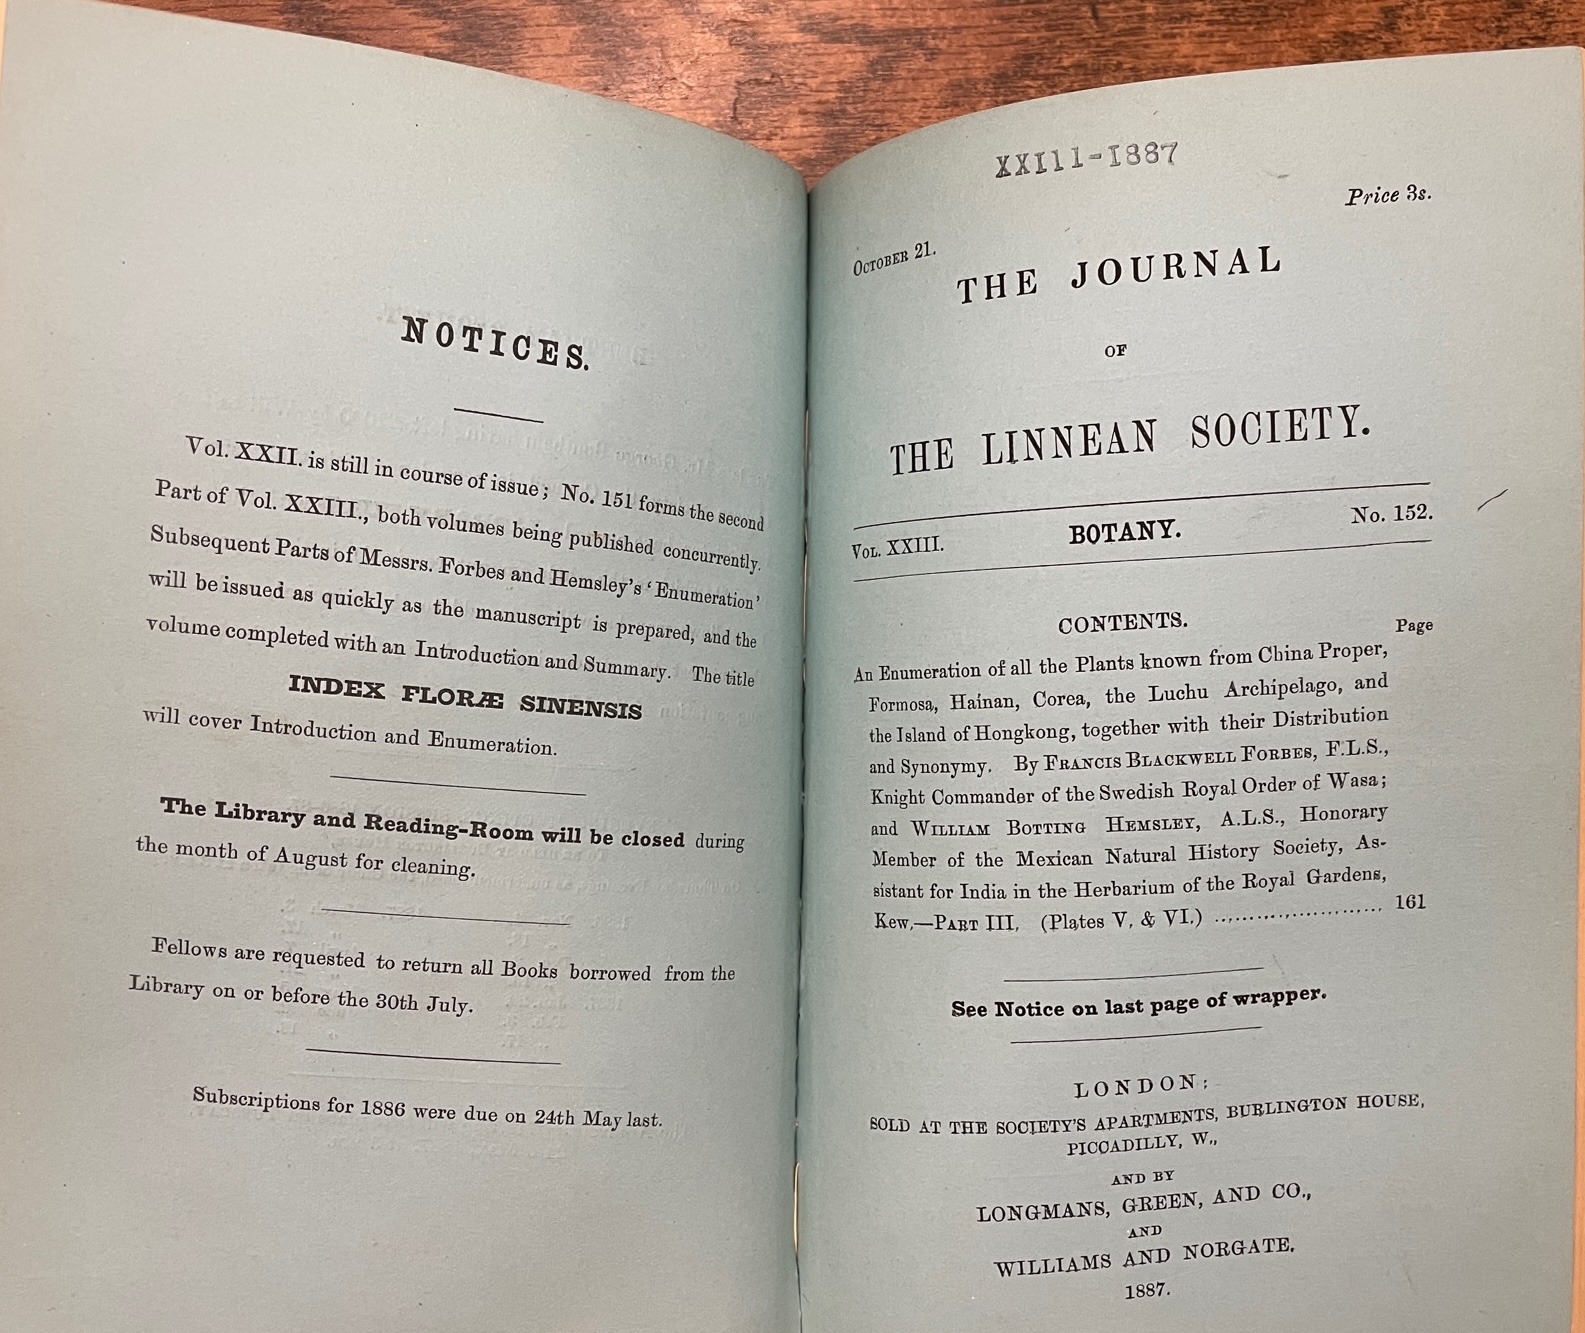 NOTICES.
Vol. XXII. is still in course of issue; No. 151 forms the second
Part of Vol. XXIII., both volumes being published concurrently.
Subsequent Parts of Messrs. Forbes and Hemsley's 'Enumeration'
will be issued as quickly as the manuscript is prepared, and the
volume completed with an Introduction and Summary. The title
INDEX FLORÆ SINENSIS
will cover Introduction and Enumeration.
The Library and Reading-Room will be closed during
the month of August for cleaning.
Fellows are requested to return all Books borrowed from the
Library on or before the 30th July.
Subscriptions for 1886 were due on 24th May last.
XXIll-I887
Price 3s.
OCTOBER 21.
THE JOURNAL
OF
THE LINNEAN SOCIETY.
VOL. XXIII. BOTANY. No. 152.
CONTENTS.
Page
An Enumeration of all the Plants known from China Proper,
Formosa, Hainan, Corea, the Luchu Archipelago, and
the Island of Hongkong, together with their Distribution
and Synonymy. By FRANCIS BLACKWELL FORBES, F.L.S.,
Knight Commander of the Swedish Royal Order of Wasa;
and WILLIAM BOTTING HEMSLEY, A.L.S., Honorary
Member of the Mexican Natural History Society, As-
sistant for India in the Herbarium of the Royal Gardens,
Kew.—PART III. (Plates V. & VI.) ........................ 161
See Notice on last page of wrapper.
LONDON:
SOLD AT THE SOCIETY'S APARTMENTS, BURLINGTON HOUSE,
PICCADILLY, W.,
AND BY
LONGMANS, GREEN, AND CO.,
AND
WILLIAMS AND NORGATE.
1887.